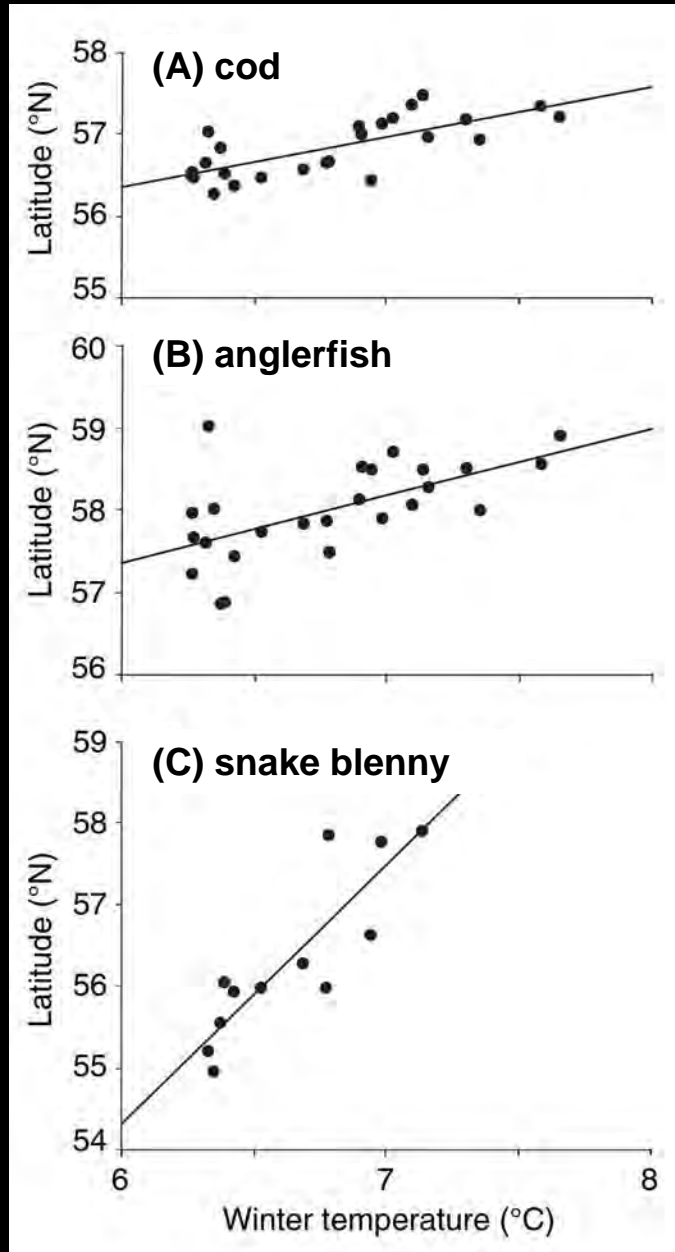 (A) cod
Latitude (°N)
58
57
56
55
(B) anglerfish
Latitude (°N)
60
59
58
57
56
(C) snake blenny
Latitude (°N)
59
58
57
56
55
54
6 7 8
Winter temperature (°C)